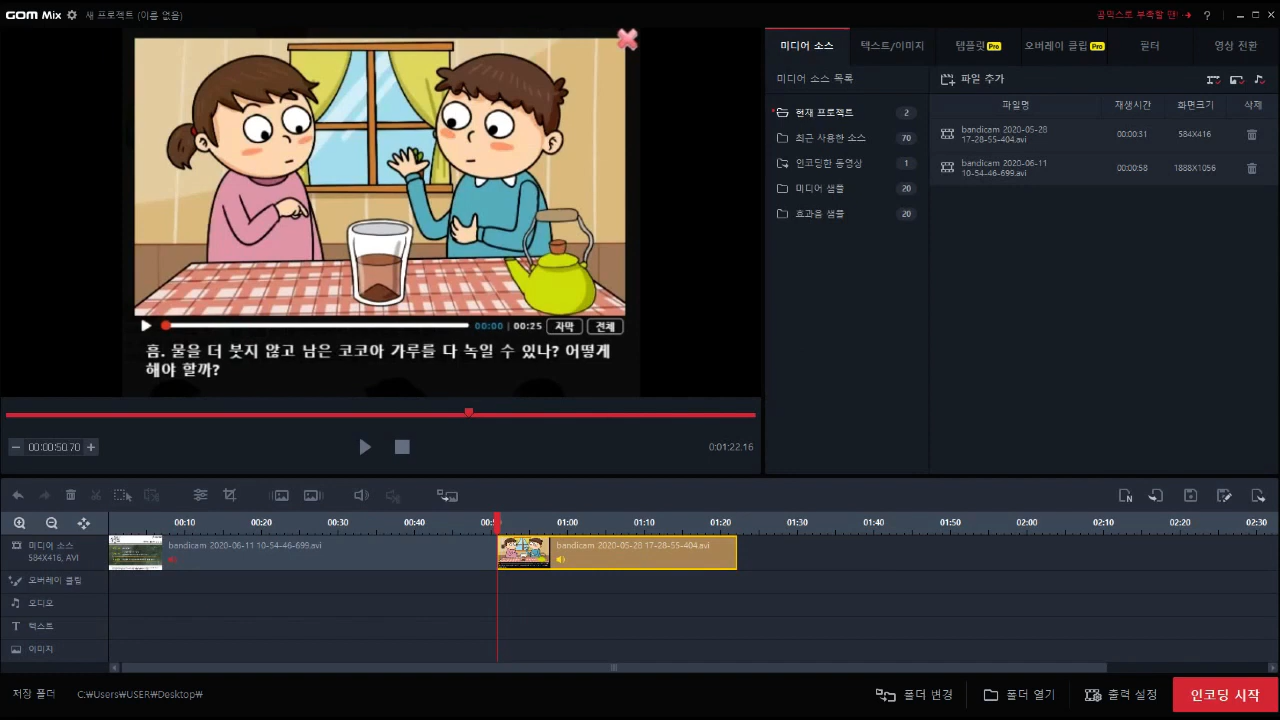 GOM Mix 새 프로젝트 (이름 없음)
곰믹스로 부족할 땐! ?
00:00 | 00:25 자막 전체
흠. 물을 더 붓지 않고 남은 코코아 가루를 다 녹일 수 있나? 어떻게
해야 할까?
00:00:50.70
0:01:22.16
미디어 소스 텍스트/이미지 템플릿 Pro 오버레이 클립 Pro 필터 영상 전환
미디어 소스 목록
현재 프로젝트 2
최근 사용한 소스 70
인코딩한 동영상 1
미디어 샘플 20
효과음 샘플 20
파일 추가
파일명 재생시간 화면크기 삭제
bandicam 2020-05-28
17-28-55-404.avi 00:00:31 584X416
bandicam 2020-06-11
10-54-46-699.avi 00:00:58 1888X1056
00:10 00:20 00:30 00:40 01:00 01:10 01:20 01:30 01:40 01:50 02:00 02:10 02:20 02:30
미디어 소스
584X416, AVI
bandicam 2020-06-11 10-54-46-699.avi
bandicam 2020-05-28 17-28-55-404.avi
오버레이 클립
오디오
텍스트
이미지
저장 폴더 C:₩Users₩USER₩Desktop₩
폴더 변경 폴더 열기 출력 설정 인코딩 시작